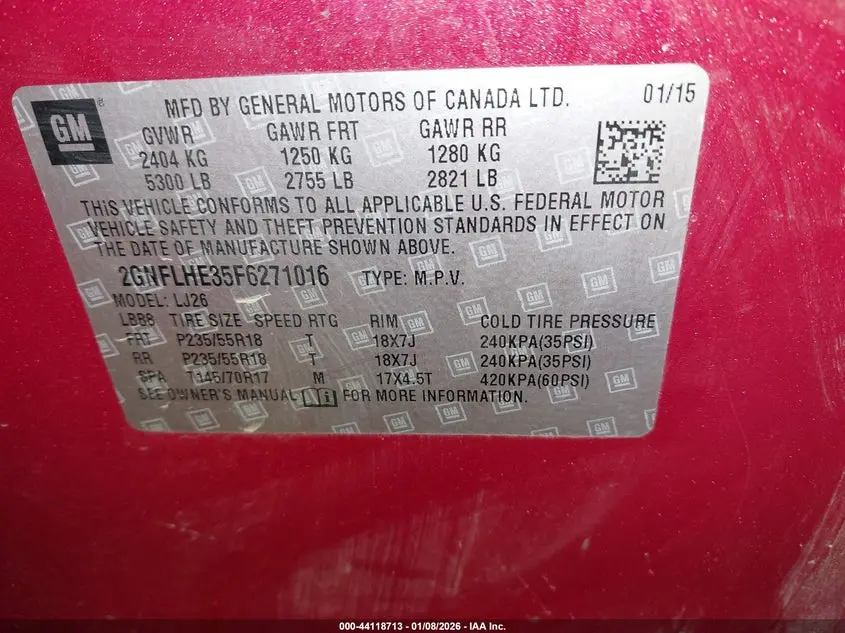 GM
MFD BY GENERAL MOTORS OF CANADA LTD. 01/15
GVWR GAWR FRT GAWR RR
2404 KG 1250 KG 1280 KG
5300 LB 2755 LB 2821 LB
THIS VEHICLE CONFORMS TO ALL APPLICABLE U.S. FEDERAL MOTOR
VEHICLE SAFETY AND THEFT PREVENTION STANDARDS IN EFFECT ON
THE DATE OF MANUFACTURE SHOWN ABOVE.
2GNFLHE35F6271016 TYPE: M.P.V.
MODEL: LJ26
LBB8 TIRE SIZE SPEED RTG RIM COLD TIRE PRESSURE
FRT P235/55R18 T 18X7J 240KPA(35PSI)
RR P235/55R18 T 18X7J 240KPA(35PSI)
SPA T145/70R17 M 17X4.5T 420KPA(60PSI)
SEE OWNER'S MANUAL FOR MORE INFORMATION.
000-44118713 - 01/08/2026 - IAA Inc.